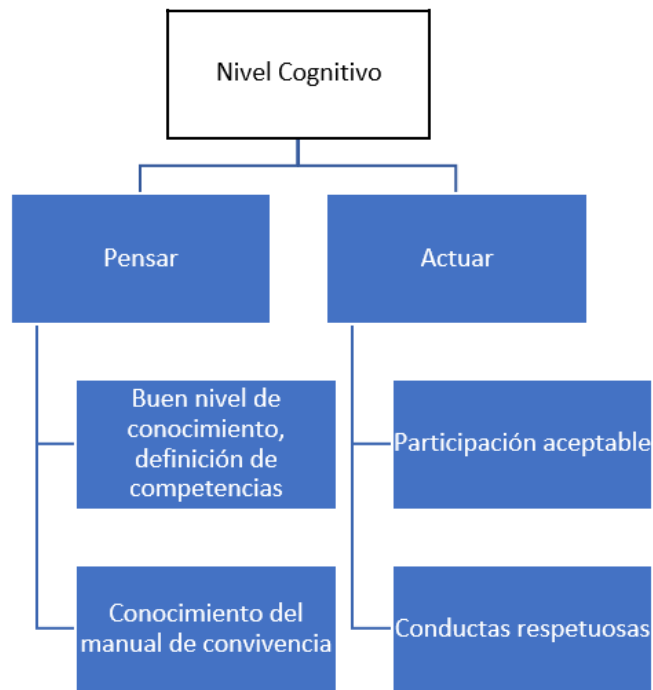 Nivel Cognitivo
Pensar
Actuar
Buen nivel de
conocimiento,
definición de
competencias
Participación aceptable
Conocimiento del
manual de convivencia
Conductas respetuosas